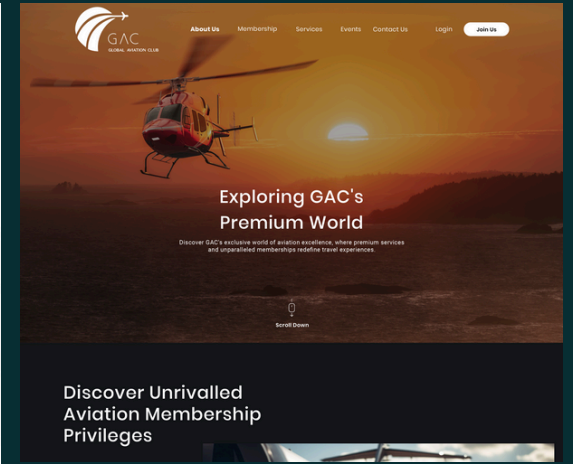 GAC
GLOBAL AVIATION CLUB
About Us Membership Services Events Contact Us Login Join Us
Exploring GAC's
Premium World
Discover GAC's exclusive world of aviation excellence, where premium services
and unparalleled memberships redefine travel experiences.
Scroll Down
Discover Unrivalled
Aviation Membership
Privileges